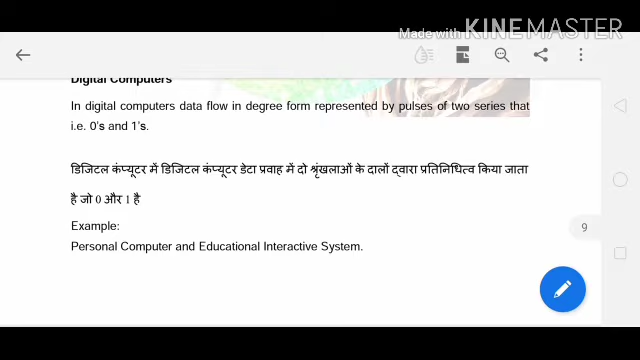 Made with KINEMASTER
Digital Computers
In digital computers data flow in degree form represented by pulses of two series that
i.e. 0's and 1's.
डिजिटल कंप्यूटर में डिजिटल कंप्यूटर डेटा प्रवाह में दो श्रृंखलाओं के दालों द्वारा प्रतिनिधित्व किया जाता
है जो 0 और 1 है
Example:
9
Personal Computer and Educational Interactive System.